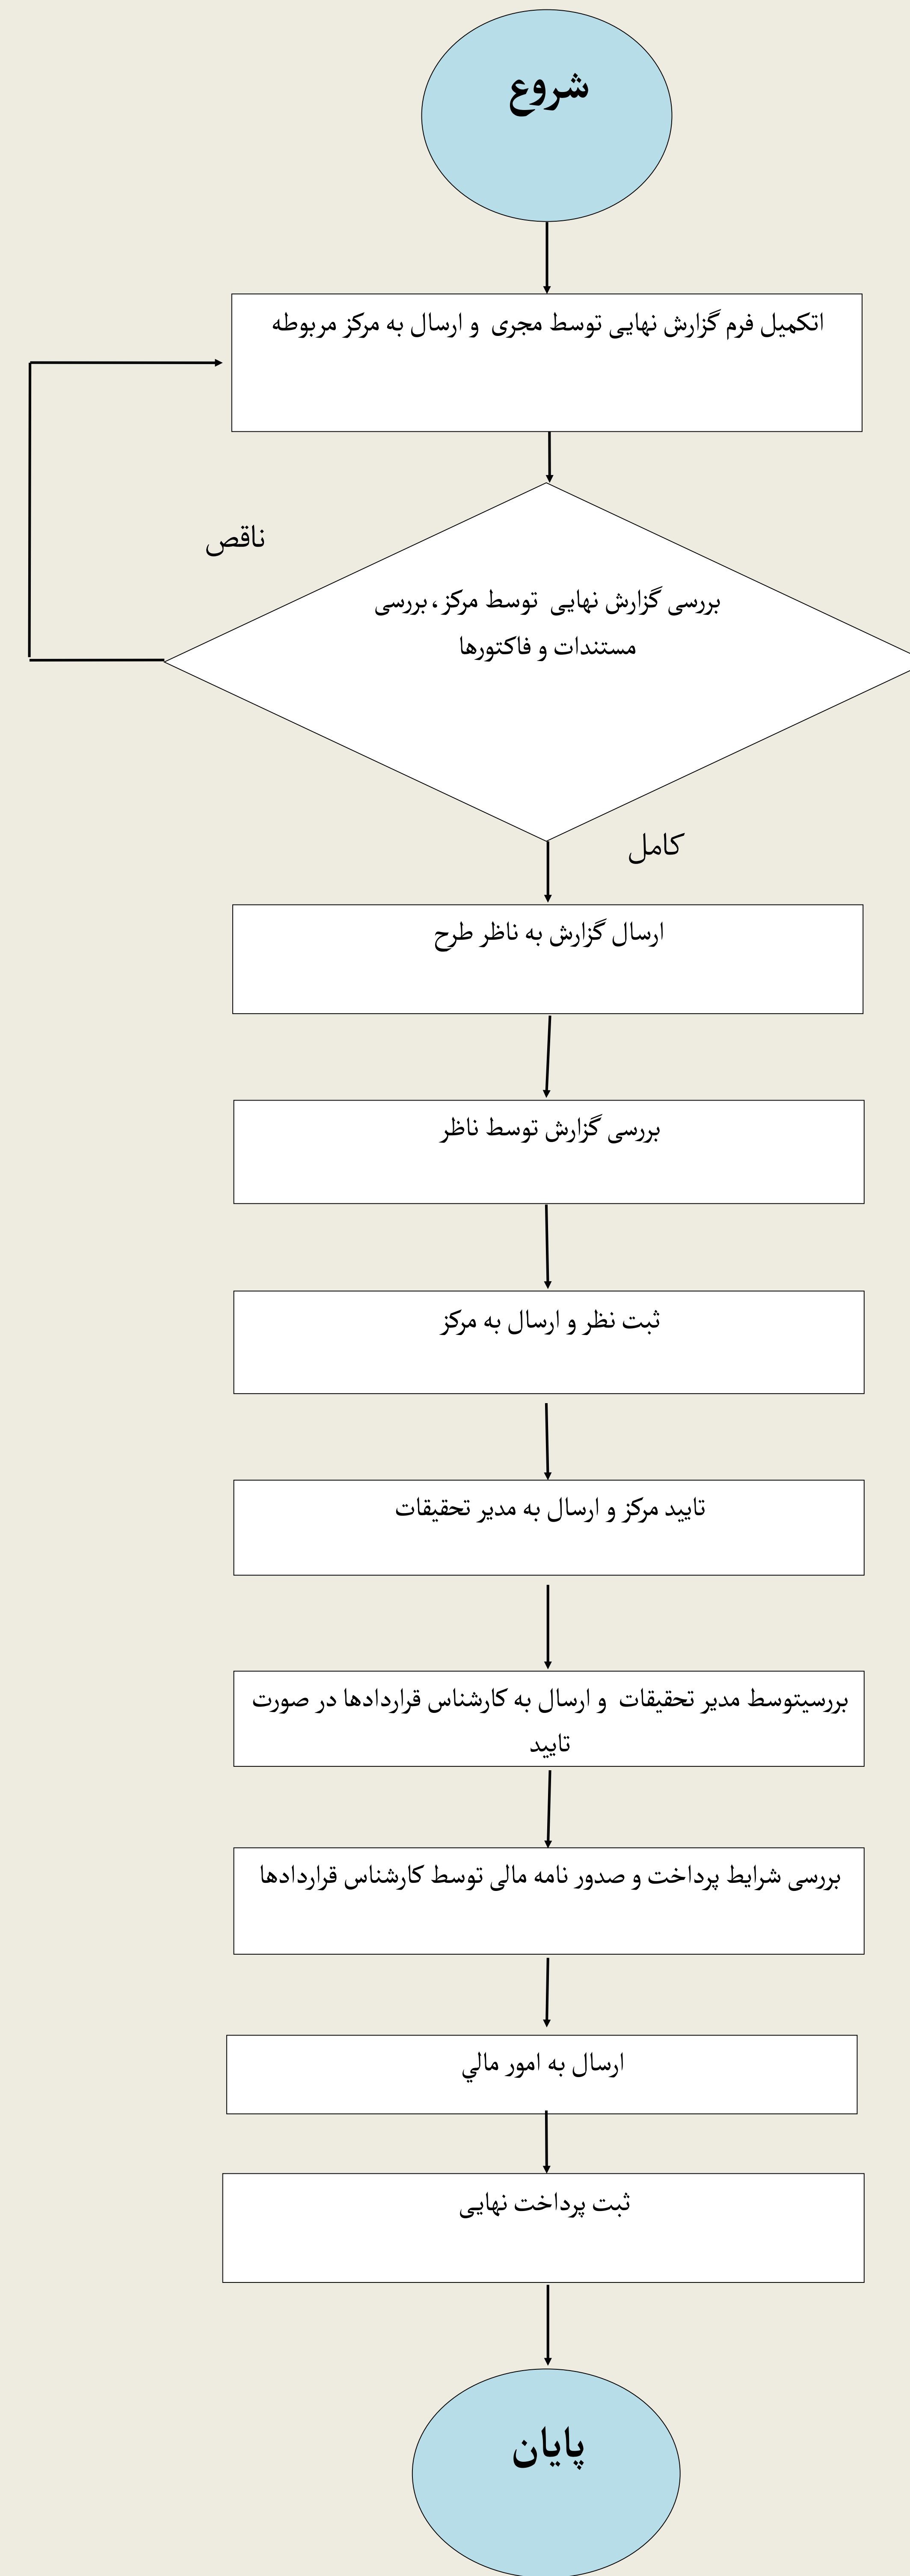 شروع
اتکمیل فرم گزارش نهایی توسط مجری و ارسال به مرکز مربوطه
ناقص
بررسی گزارش نهایی توسط مرکز ، بررسی
مستندات و فاکتورها
کامل
ارسال گزارش به ناظر طرح
بررسی گزارش توسط ناظر
ثبت نظر و ارسال به مرکز
تایید مرکز و ارسال به مدیر تحقیقات
بررسیتوسط مدیر تحقیقات و ارسال به کارشناس قراردادها در صورت
تایید
بررسی شرایط پرداخت و صدور نامه مالی توسط کارشناس قراردادها
ارسال به امور مالي
ثبت پرداخت نهایی
پایان